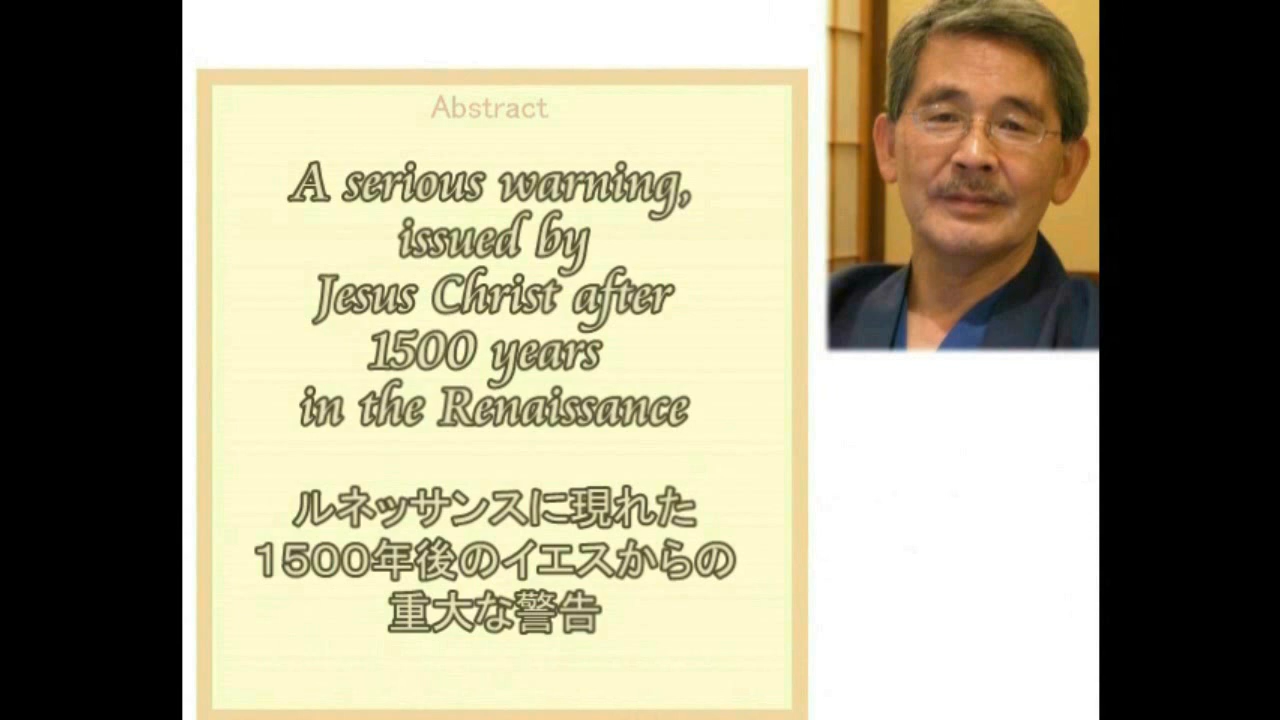 Abstract
A serious warning,
issued by
Jesus Christ after
1500 years
in the Renaissance
ルネッサンスに現れた
１５００年後のイエスからの
重大な警告